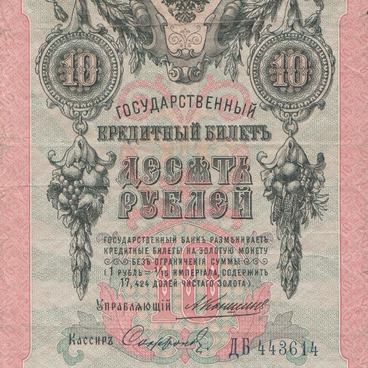 10 10
ГОСУДАРСТВЕННЫЙ
КРЕДИТНЫЙ БИЛЕТЪ
ДЕСЯТЬ
РУБЛЕЙ
ГОСУДАРСТВЕННЫЙ БАНКЪ РАЗМѢНИВАЕТЪ
КРЕДИТНЫЕ БИЛЕТЫ НА ЗОЛОТУЮ МОНЕТУ
БЕЗЪ ОГРАНИЧЕНІЯ СУММЫ
(1 РУБЛЬ = 1/15 ИМПЕРІАЛА, СОДЕРЖИТЪ
17,424 ДОЛЕЙ ЧИСТАГО ЗОЛОТА).
УПРАВЛЯЮЩІЙ
КАССИРЪ
ДБ 443614